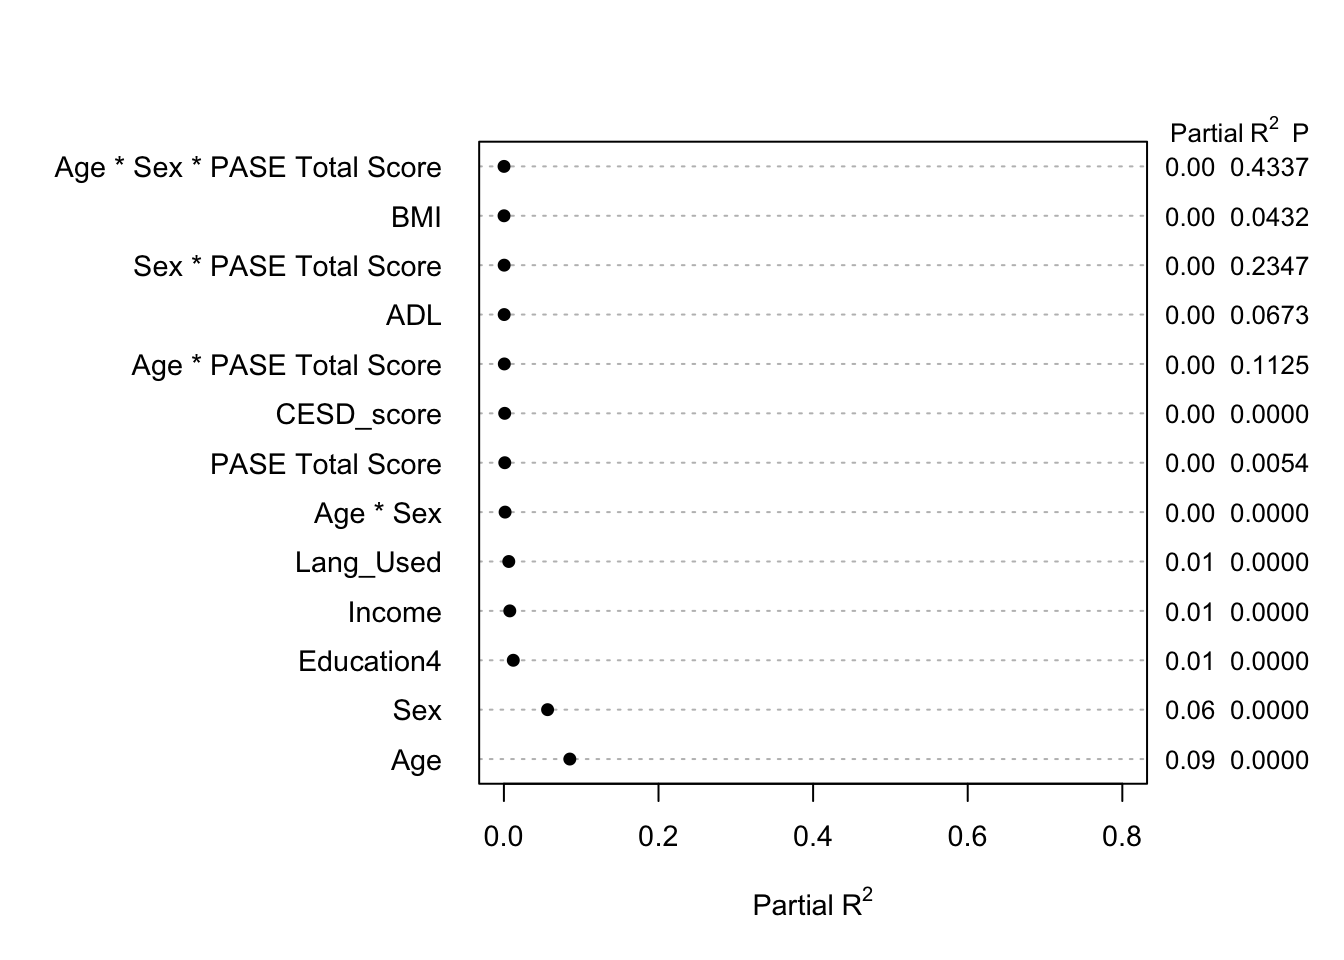 Partial R² P
Age * Sex * PASE Total Score 0.00 0.4337
BMI 0.00 0.0432
Sex * PASE Total Score 0.00 0.2347
ADL 0.00 0.0673
Age * PASE Total Score 0.00 0.1125
CESD_score 0.00 0.0000
PASE Total Score 0.00 0.0054
Age * Sex 0.00 0.0000
Lang_Used 0.01 0.0000
Income 0.01 0.0000
Education4 0.01 0.0000
Sex 0.06 0.0000
Age 0.09 0.0000
0.0 0.2 0.4 0.6 0.8
Partial R²